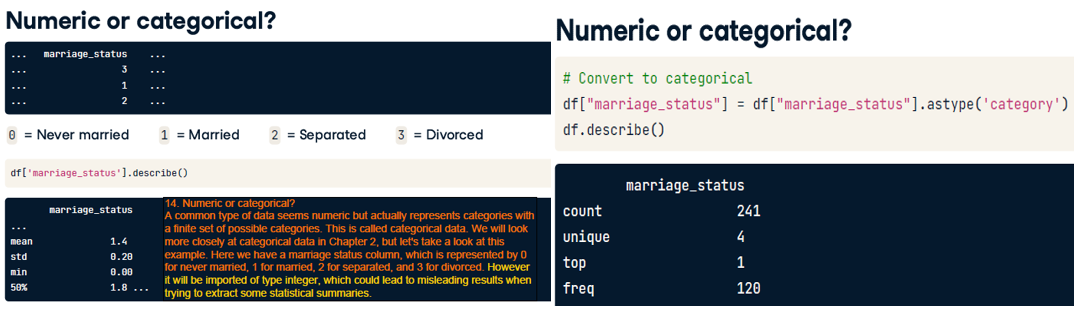 Numeric or categorical?
... marriage_status ...
... 3 ...
... 1 ...
... 2 ...
0 = Never married 1 = Married 2 = Separated 3 = Divorced
df['marriage_status'].describe()
marriage_status
...
mean 1.4
std 0.20
min 0.00
50% 1.8 ...
14. Numeric or categorical?
A common type of data seems numeric but actually represents categories with
a finite set of possible categories. This is called categorical data. We will look
more closely at categorical data in Chapter 2, but let's take a look at this
example. Here we have a marriage status column, which is represented by 0
for never married, 1 for married, 2 for separated, and 3 for divorced. However
it will be imported of type integer, which could lead to misleading results when
trying to extract some statistical summaries.
Numeric or categorical?
# Convert to categorical
df["marriage_status"] = df["marriage_status"].astype('category')
df.describe()
marriage_status
count 241
unique 4
top 1
freq 120